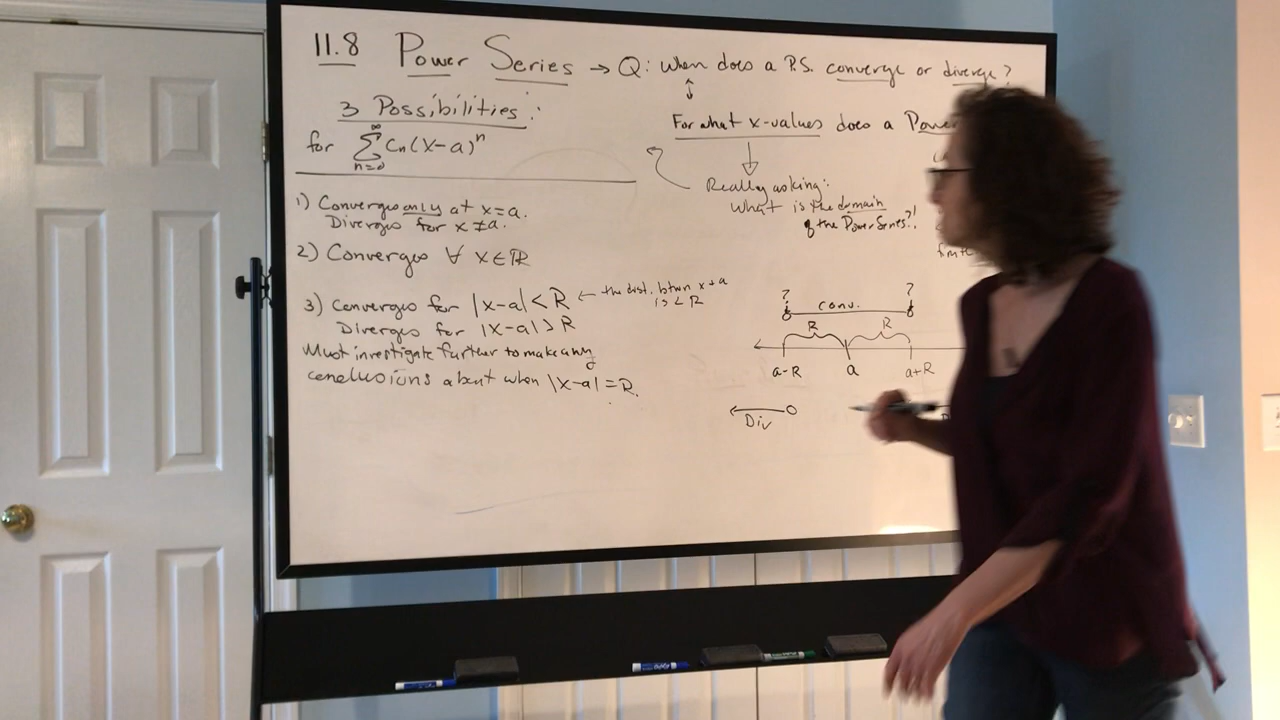 11.8 Power Series → Q: When does a P.S. converge or diverge?
3 Possibilities:
for ∑_{n=0}^{∞} Cn(x-a)^n
1) Converges only at x=a.
Diverges for x≠a.
2) Converges ∀ x∈ℝ
3) Converges for |x-a|<R ← the dist. btwn x + a
is < R
Diverges for |x-a|>R
Must investigate further to make any
conclusions about when |x-a|=R.
↕
For what x-values does a Power
Really asking:
What is the domain
of the Power Series?!
? ?
conv.
R R
a-R a a+R
Div